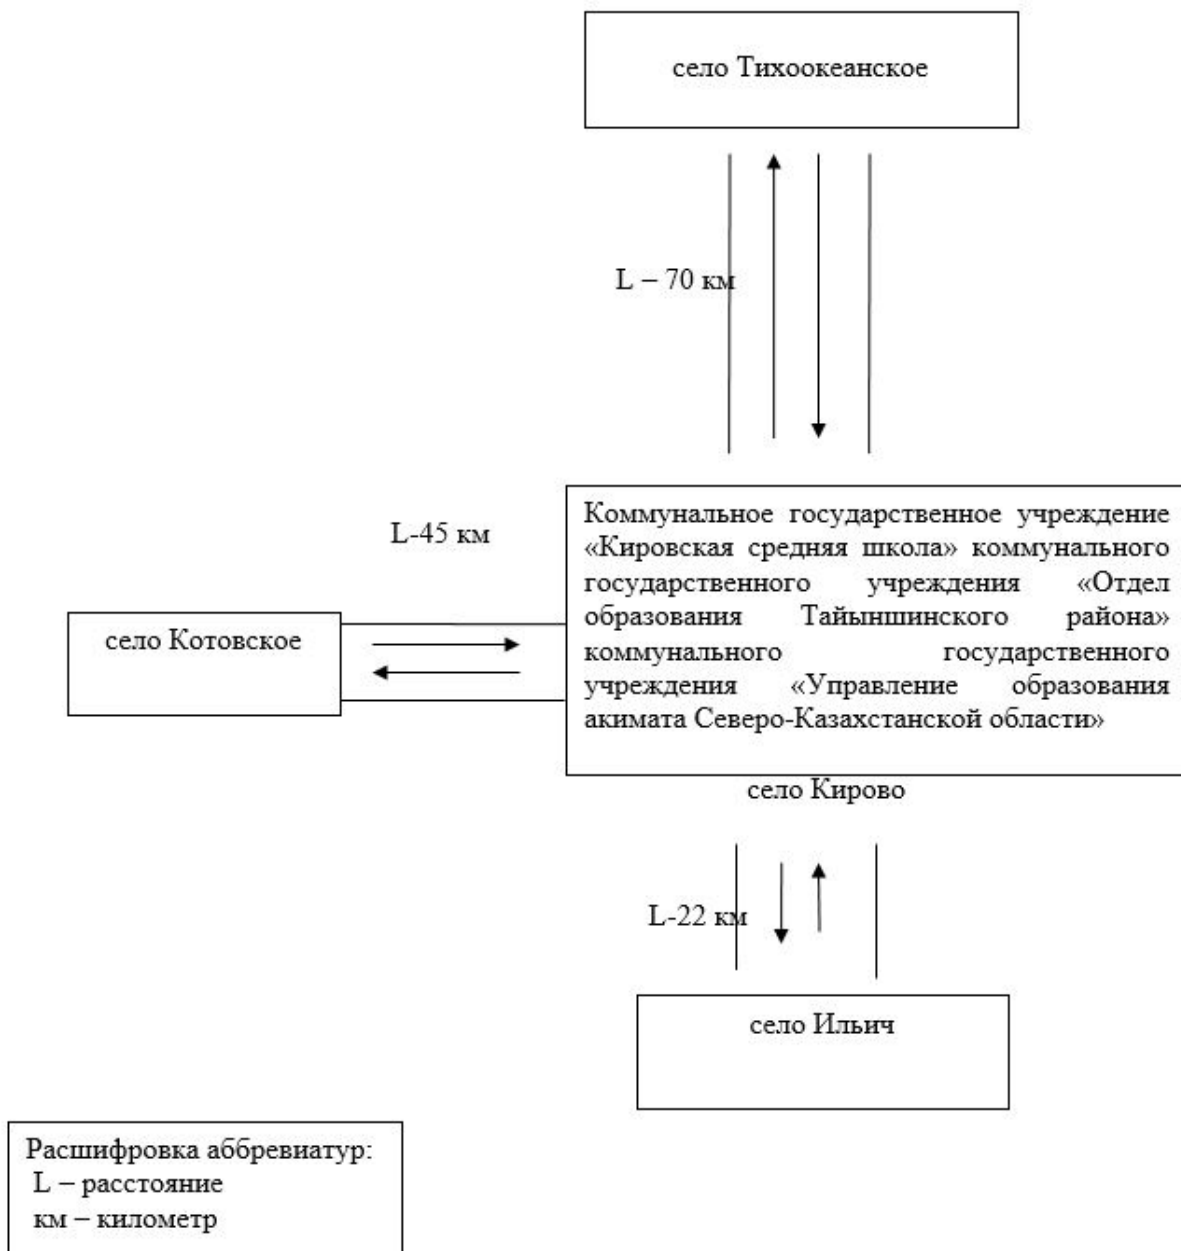 село Тихоокеанское
L – 70 км
L-45 км
Коммунальное государственное учреждение
«Кировская средняя школа» коммунального
государственного учреждения «Отдел
образования Тайыншинского района»
коммунального государственного
учреждения «Управление образования
акимата Северо-Казахстанской области»
село Котовское
село Кирово
L-22 км
село Ильич
Расшифровка аббревиатур:
L – расстояние
км – километр